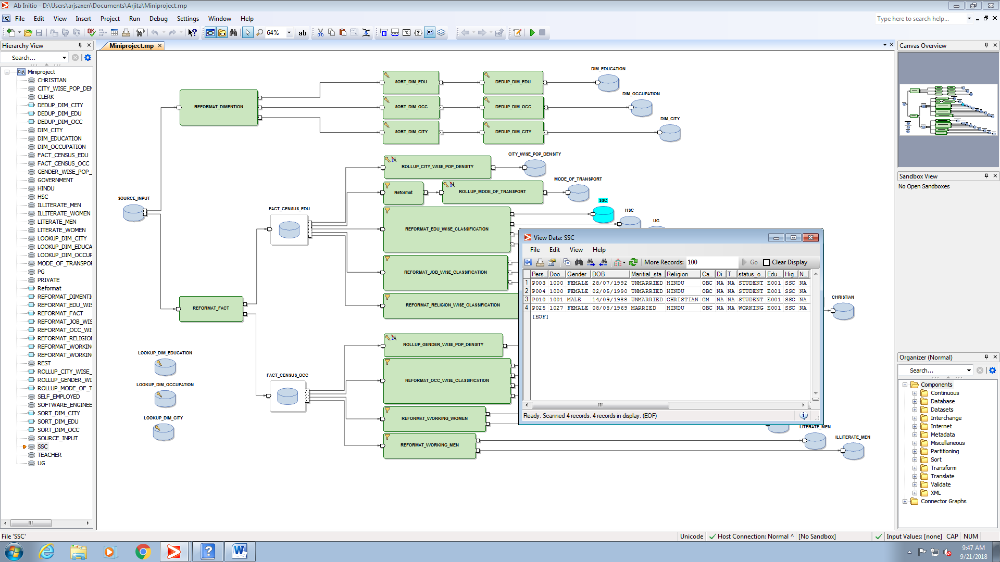 Ab Initio - D:\Users\arjsaxen\Documents\Arjita\Miniproject.mp
File Edit View Insert Project Run Debug Settings Window Help
Type here to search help...
64%
ab
Hierarchy View
Miniproject.mp
Search...
Miniproject
CHRISTIAN
CITY_WISE_POP_DEN
CLERK
DEDUP_DIM_CITY
DEDUP_DIM_EDU
DEDUP_DIM_OCC
DIM_CITY
DIM_EDUCATION
DIM_OCCUPATION
FACT_CENSUS_EDU
FACT_CENSUS_OCC
GENDER_WISE_POP_
GOVERNMENT
HINDU
HSC
ILLITERATE_MEN
ILLITERATE_WOMEN
LITERATE_MEN
LITERATE_WOMEN
LOOKUP_DIM_CITY
LOOKUP_DIM_EDUCA
LOOKUP_DIM_OCCUP
MODE_OF_TRANSPOR
PG
PRIVATE
Reformat
REFORMAT_DIMENTI
REFORMAT_EDU_WIS
REFORMAT_FACT
REFORMAT_JOB_WIS
REFORMAT_OCC_WI
REFORMAT_RELIGION
REFORMAT_WORKIN
REFORMAT_WORKIN
REST
ROLLUP_CITY_WISE_
ROLLUP_GENDER_WI
ROLLUP_MODE_OF_T
SELF_EMPLOYED
SOFTWARE_ENGINEE
SORT_DIM_CITY
SORT_DIM_EDU
SORT_DIM_OCC
SOURCE_INPUT
SSC
TEACHER
UG
SOURCE_INPUT
REFORMAT_DIMENTION
SORT_DIM_EDU
DEDUP_DIM_EDU
DIM_EDUCATION
SORT_DIM_OCC
DEDUP_DIM_OCC
DIM_OCCUPATION
SORT_DIM_CITY
DEDUP_DIM_CITY
DIM_CITY
ROLLUP_CITY_WISE_POP_DENSITY
CITY_WISE_POP_DENSITY
Reformat
ROLLUP_MODE_OF_TRANSPORT
MODE_OF_TRANSPORT
FACT_CENSUS_EDU
REFORMAT_EDU_WISE_CLASSIFICATION
SSC
HSC
UG
REFORMAT_JOB_WISE_CLASSIFICATION
REFORMAT_RELIGION_WISE_CLASSIFICATION
CHRISTIAN
REFORMAT_FACT
LOOKUP_DIM_EDUCATION
LOOKUP_DIM_OCCUPATION
LOOKUP_DIM_CITY
FACT_CENSUS_OCC
ROLLUP_GENDER_WISE_POP_DENSITY
REFORMAT_OCC_WISE_CLASSIFICATION
REFORMAT_WORKING_WOMEN
REFORMAT_WORKING_MEN
LITERATE_MEN
ILLITERATE_MEN
View Data: SSC
File Edit View Help
More Records: 100 Go Clear Display
Pers... Doo... Gender DOB Maritial_sta... Religion Ca... Di... T... status_o... Edu... Hig... N...
1 P003 1000 FEMALE 28/07/1992 UNMARRIED HINDU OBC NA NA STUDENT E001 SSC NA
2 P004 1000 FEMALE 02/05/1990 UNMARRIED HINDU OBC NA NA STUDENT E001 SSC NA
3 P010 1001 MALE 14/09/1988 UNMARRIED CHRISTIAN GM NA NA STUDENT E001 SSC NA
4 P025 1027 FEMALE 08/08/1969 MARRIED HINDU OBC NA NA WORKING E001 SSC NA
[EOF]
Ready. Scanned 4 records. 4 records in display. (EOF)
Canvas Overview
Sandbox View
No Open Sandboxes
Organizer (Normal)
Search...
Components
Continuous
Database
Datasets
Interchange
Internet
Metadata
Miscellaneous
Partitioning
Sort
Transform
Translate
Validate
XML
Connector Graphs
File 'SSC'
Unicode Host Connection: Normal ^ [No Sandbox] Input Values: [none] CAP NUM
9:47 AM
9/21/2018